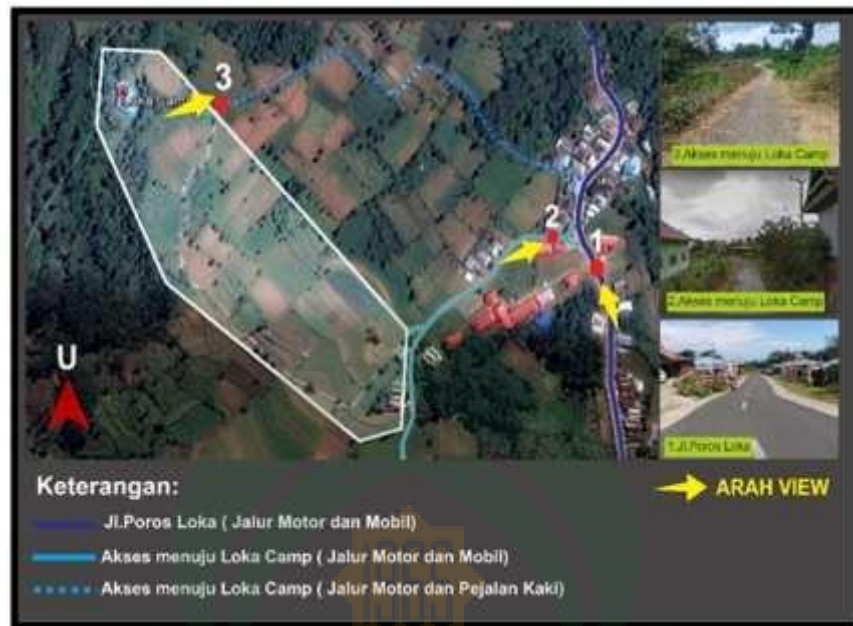 3
2
1
U
3.Akses menuju Loka Camp
2.Akses menuju Loka Camp
1.Jl.Poros Loka
Keterangan:
ARAH VIEW
Jl.Poros Loka ( Jalur Motor dan Mobil)
Akses menuju Loka Camp ( Jalur Motor dan Mobil)
Akses menuju Loka Camp ( Jalur Motor dan Pejalan Kaki)